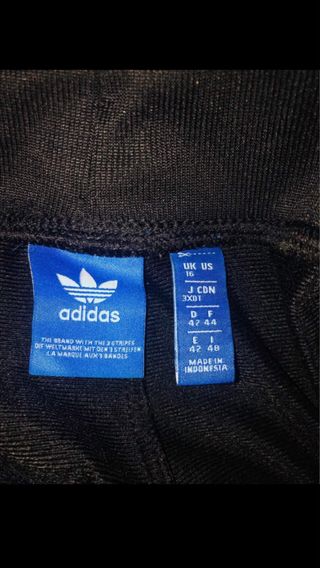 adidas
THE BRAND WITH THE 3 STRIPES
DIE WELTMARKE MIT DEN 3 STREIFEN
LA MARQUE AUX 3 BANDES
UK US
16
J CDN
3XOT
D F
42 44
E I
42 48
MADE IN
INDONESIA